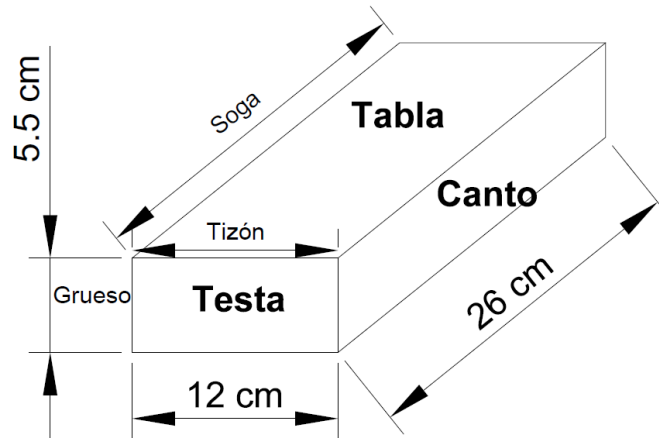 5.5 cm
Soga
Tabla
Canto
Tizón
Grueso
Testa
26 cm
12 cm